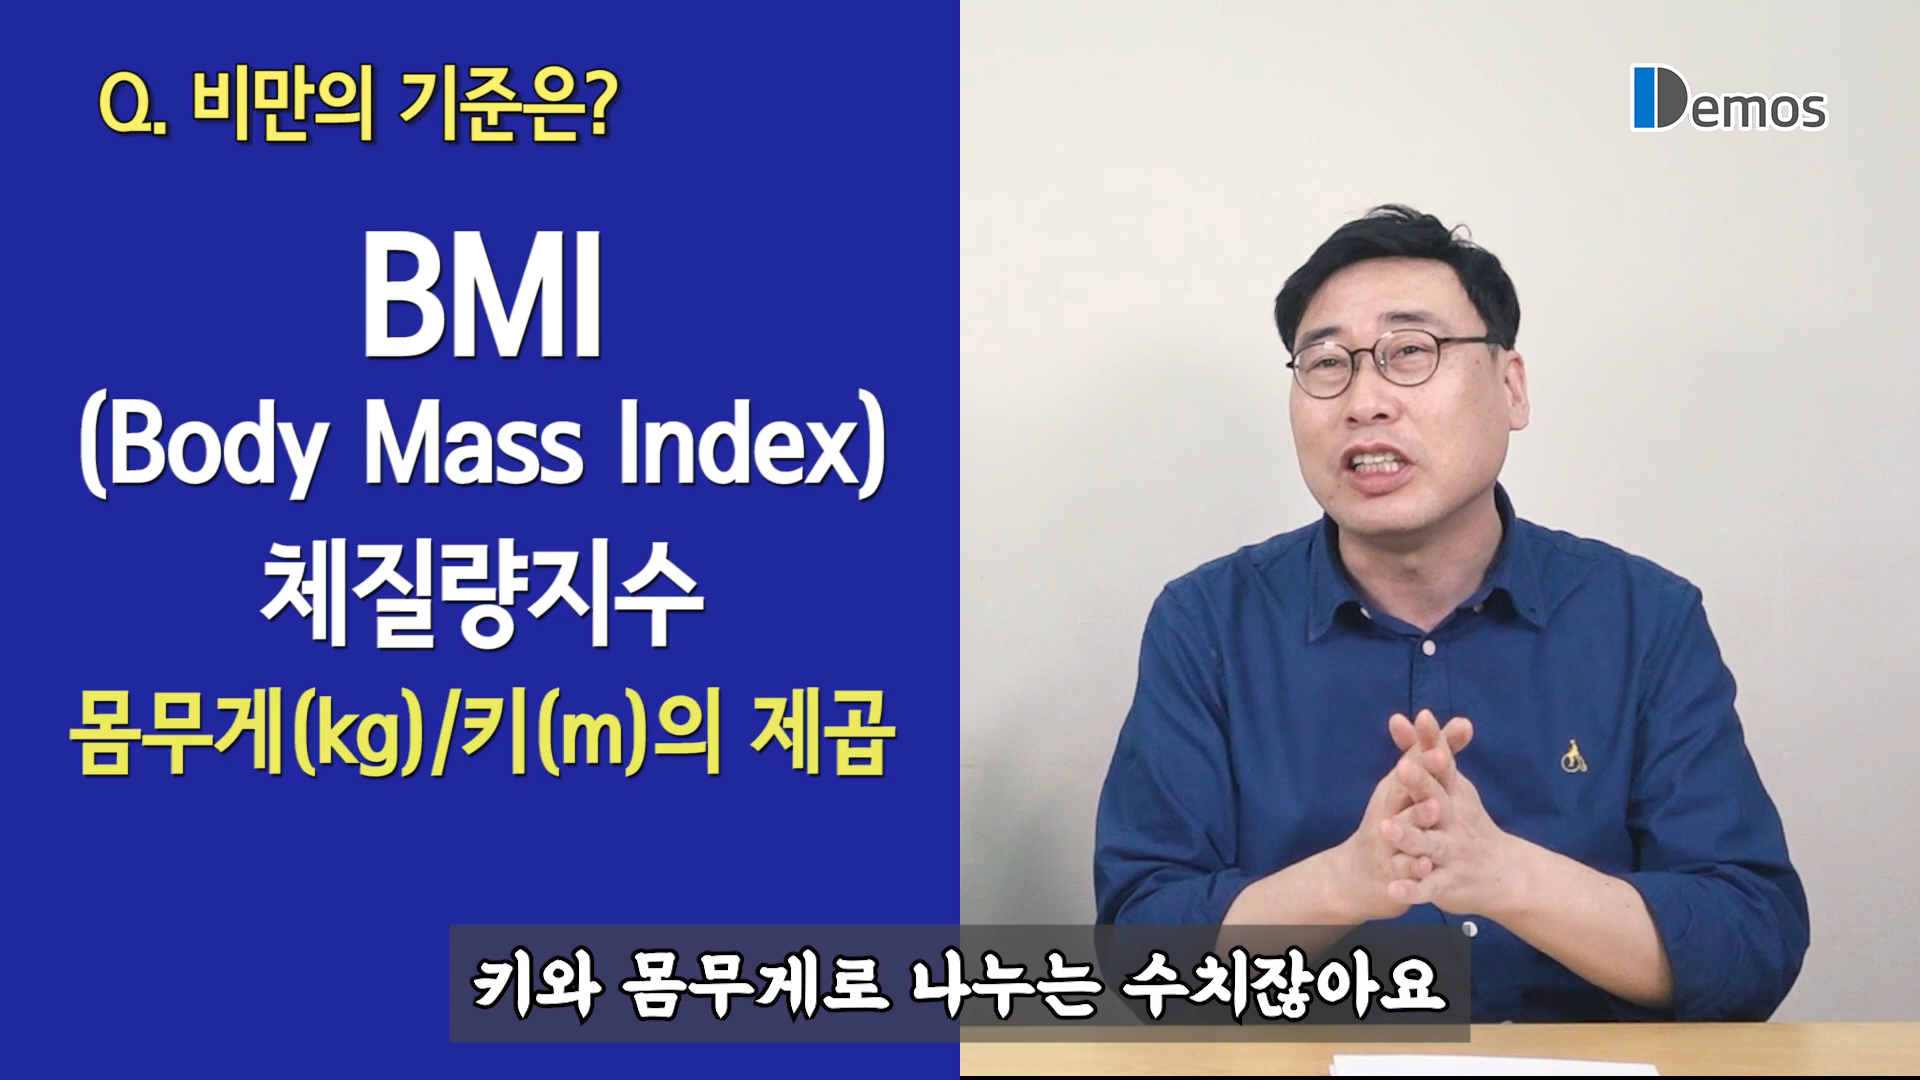 Q. 비만의 기준은?
BMI
(Body Mass Index)
체질량지수
몸무게(kg)/키(m)의 제곱
Demos
키와 몸무게로 나누는 수치잖아요